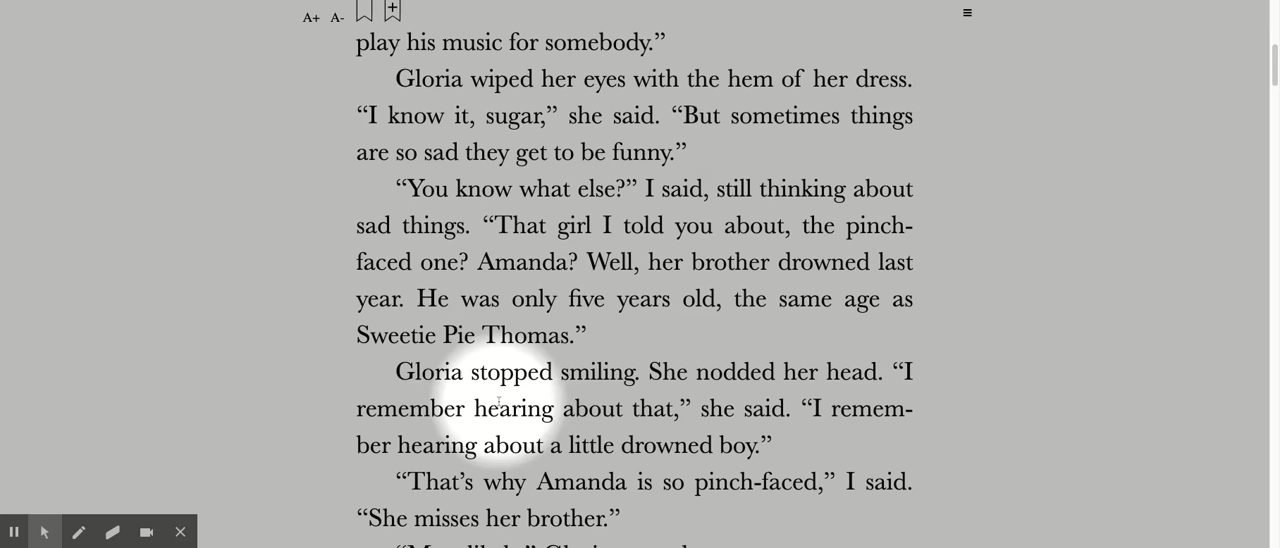 A+ A-
play his music for somebody.”
Gloria wiped her eyes with the hem of her dress.
“I know it, sugar,” she said. “But sometimes things
are so sad they get to be funny.”
“You know what else?” I said, still thinking about
sad things. “That girl I told you about, the pinch-
faced one? Amanda? Well, her brother drowned last
year. He was only five years old, the same age as
Sweetie Pie Thomas.”
Gloria stopped smiling. She nodded her head. “I
remember hearing about that,” she said. “I remem-
ber hearing about a little drowned boy.”
“That’s why Amanda is so pinch-faced,” I said.
“She misses her brother.”